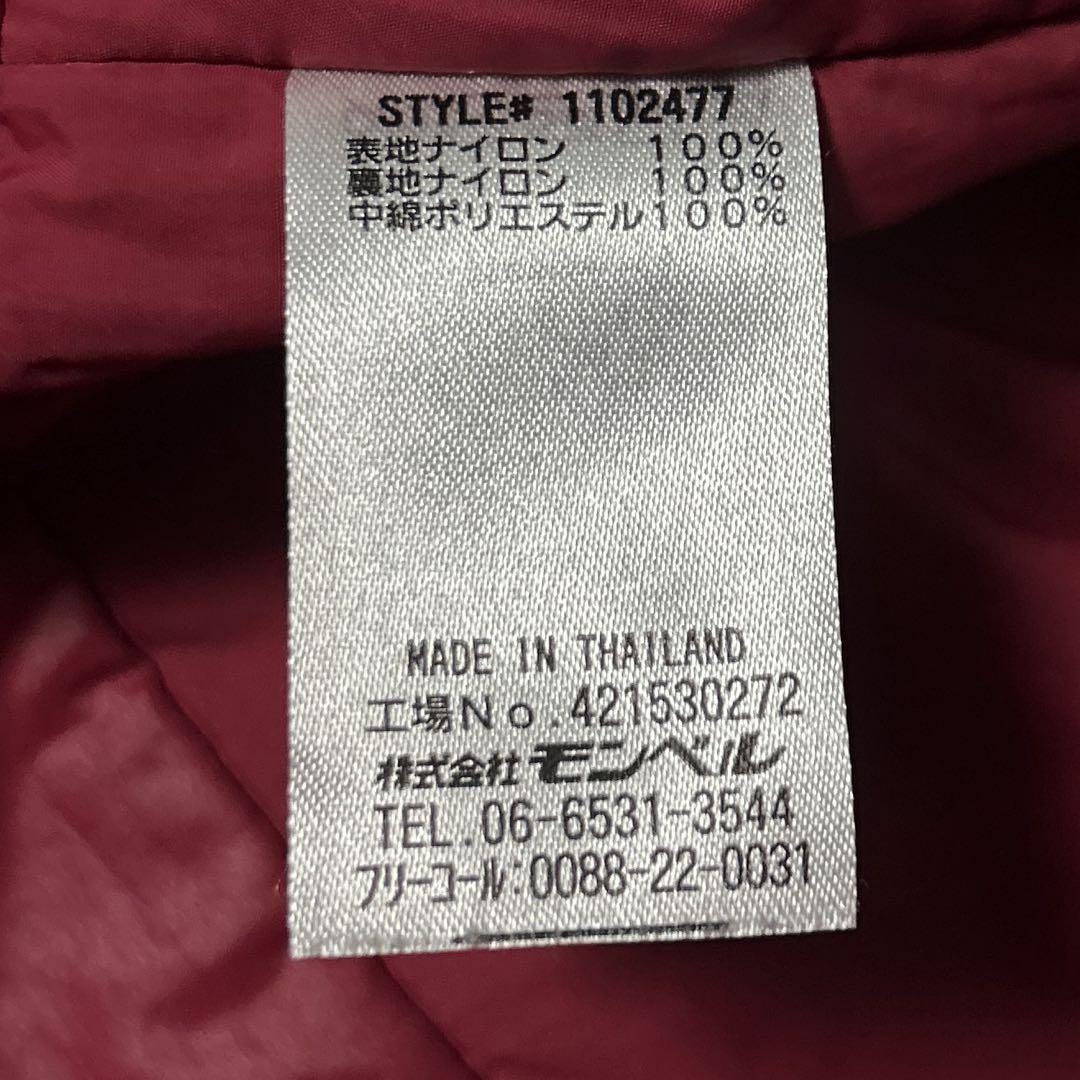 STYLE# 1102477
表地ナイロン 100%
裏地ナイロン 100%
中綿ポリエステル100%
MADE IN THAILAND
工場No.421530272
株式会社モンベル
TEL.06-6531-3544
フリーコール:0088-22-0031